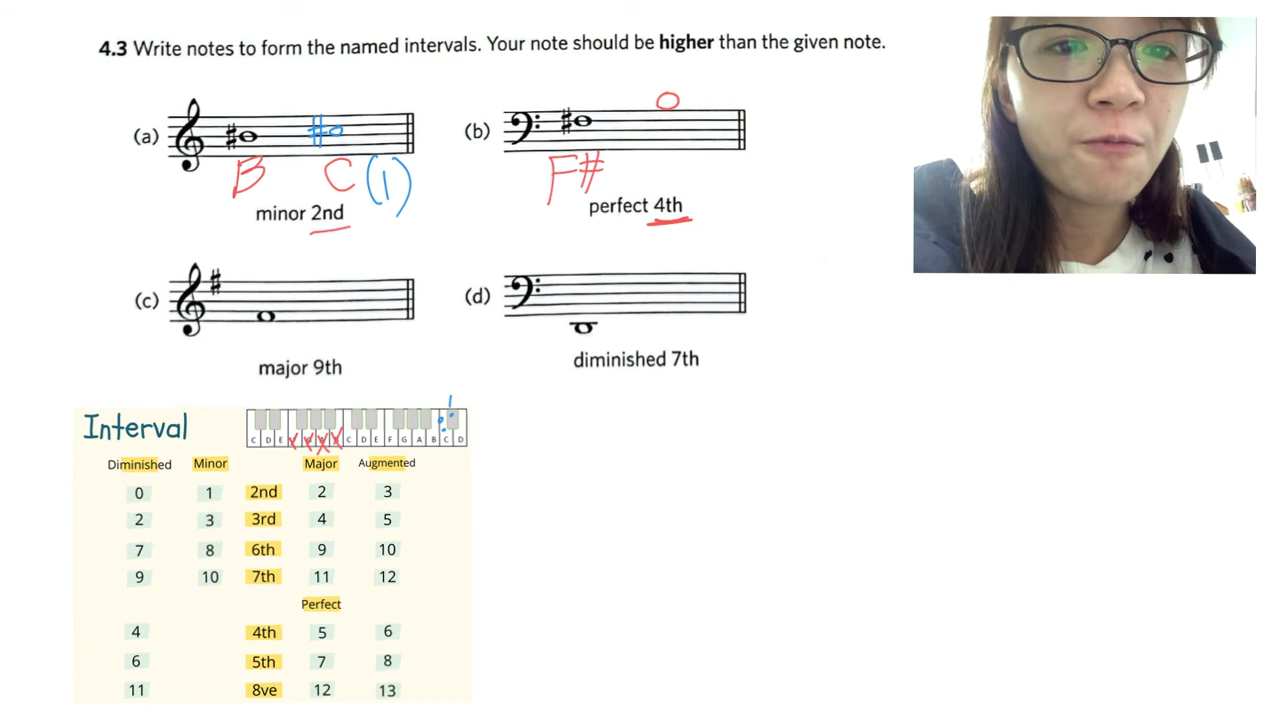 4.3 Write notes to form the named intervals. Your note should be higher than the given note.
(a)
B C (1)
minor 2nd
(b)
F#
perfect 4th
(c)
major 9th
(d)
diminished 7th
Interval
C D E C D E F G A B C D
Diminished Minor Major Augmented
0 1 2nd 2 3
2 3 3rd 4 5
7 8 6th 9 10
9 10 7th 11 12
Perfect
4 4th 5 6
6 5th 7 8
11 8ve 12 13